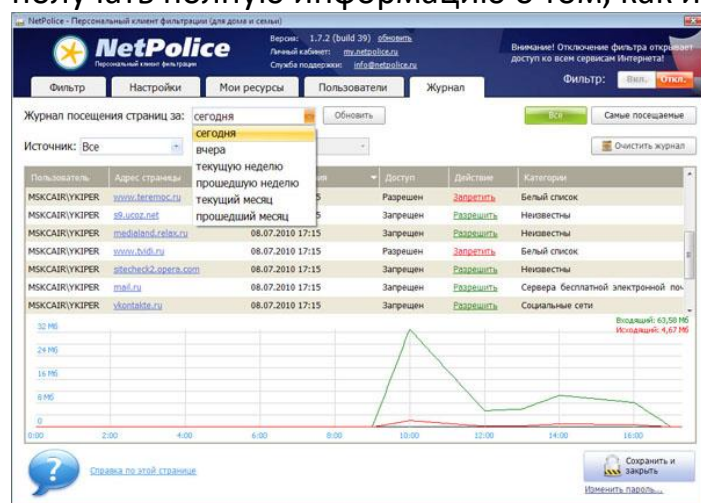 получать полную информацию о том, как и
NetPolice - Персональный клиент фильтрации (для дома и семьи)
NetPolice
Персональный клиент фильтрации
Версия: 1.7.2 (build 39) обновить
Личный кабинет: my.netpolice.ru
Служба поддержки: info@netpolice.ru
Внимание! Отключение фильтра открывает
доступ ко всем сервисам Интернета!
Фильтр: Вкл. Откл.
Фильтр Настройки Мои ресурсы Пользователи Журнал
Журнал посещения страниц за: сегодня Обновить Все Самые посещаемые
сегодня
вчера
текущую неделю
прошедшую неделю
текущий месяц
прошедший месяц
Источник: Все Очистить журнал
Пользователь Адрес страницы Доступ Действие Категории
MSKCAIR\YKIPER www.teremoc.ru Разрешен Запретить Белый список
MSKCAIR\YKIPER s9.ucoz.net Запрещен Разрешить Неизвестны
MSKCAIR\YKIPER medialand.relax.ru 08.07.2010 17:15 Запрещен Разрешить Неизвестны
MSKCAIR\YKIPER www.tvidi.ru 08.07.2010 17:15 Разрешен Запретить Белый список
MSKCAIR\YKIPER sitecheck2.opera.com 08.07.2010 17:15 Запрещен Разрешить Неизвестны
MSKCAIR\YKIPER mail.ru 08.07.2010 17:15 Запрещен Разрешить Сервера бесплатной электронной поч
MSKCAIR\YKIPER vkontakte.ru 08.07.2010 17:15 Запрещен Разрешить Социальные сети
Входящий: 63,58 Мб
Исходящий: 4,67 Мб
32 Мб
24 Мб
16 Мб
8 Мб
0
0:00 2:00 4:00 6:00 8:00 10:00 12:00 14:00 16:00
Справка по этой странице
Сохранить и
закрыть
Изменить пароль...